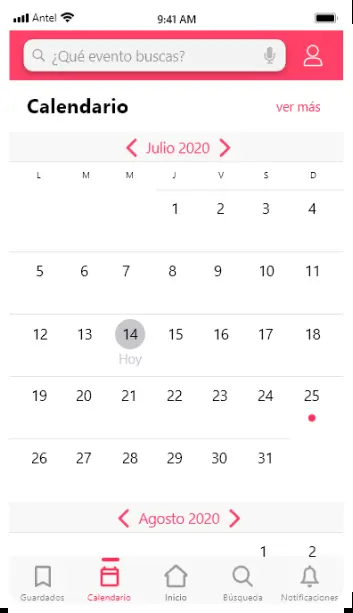 Antel 9:41 AM
¿Qué evento buscas?
Calendario ver más
Julio 2020
L M M J V S D
1 2 3 4
5 6 7 8 9 10 11
12 13 14 15 16 17 18
Hoy
19 20 21 22 23 24 25
26 27 28 29 30 31
Agosto 2020
1 2
Guardados Calendario Inicio Búsqueda Notificaciones